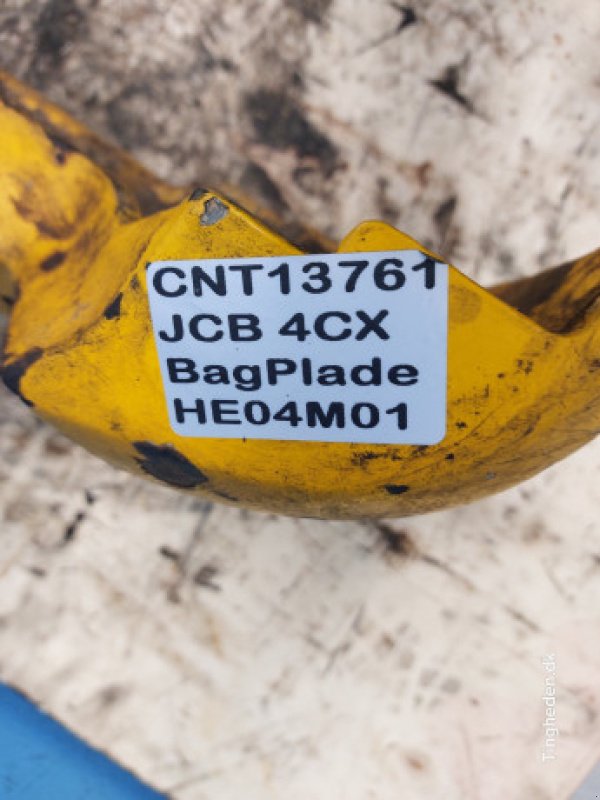 CNT13761
JCB 4CX
BagPlade
HE04M01
Tingheden.dk